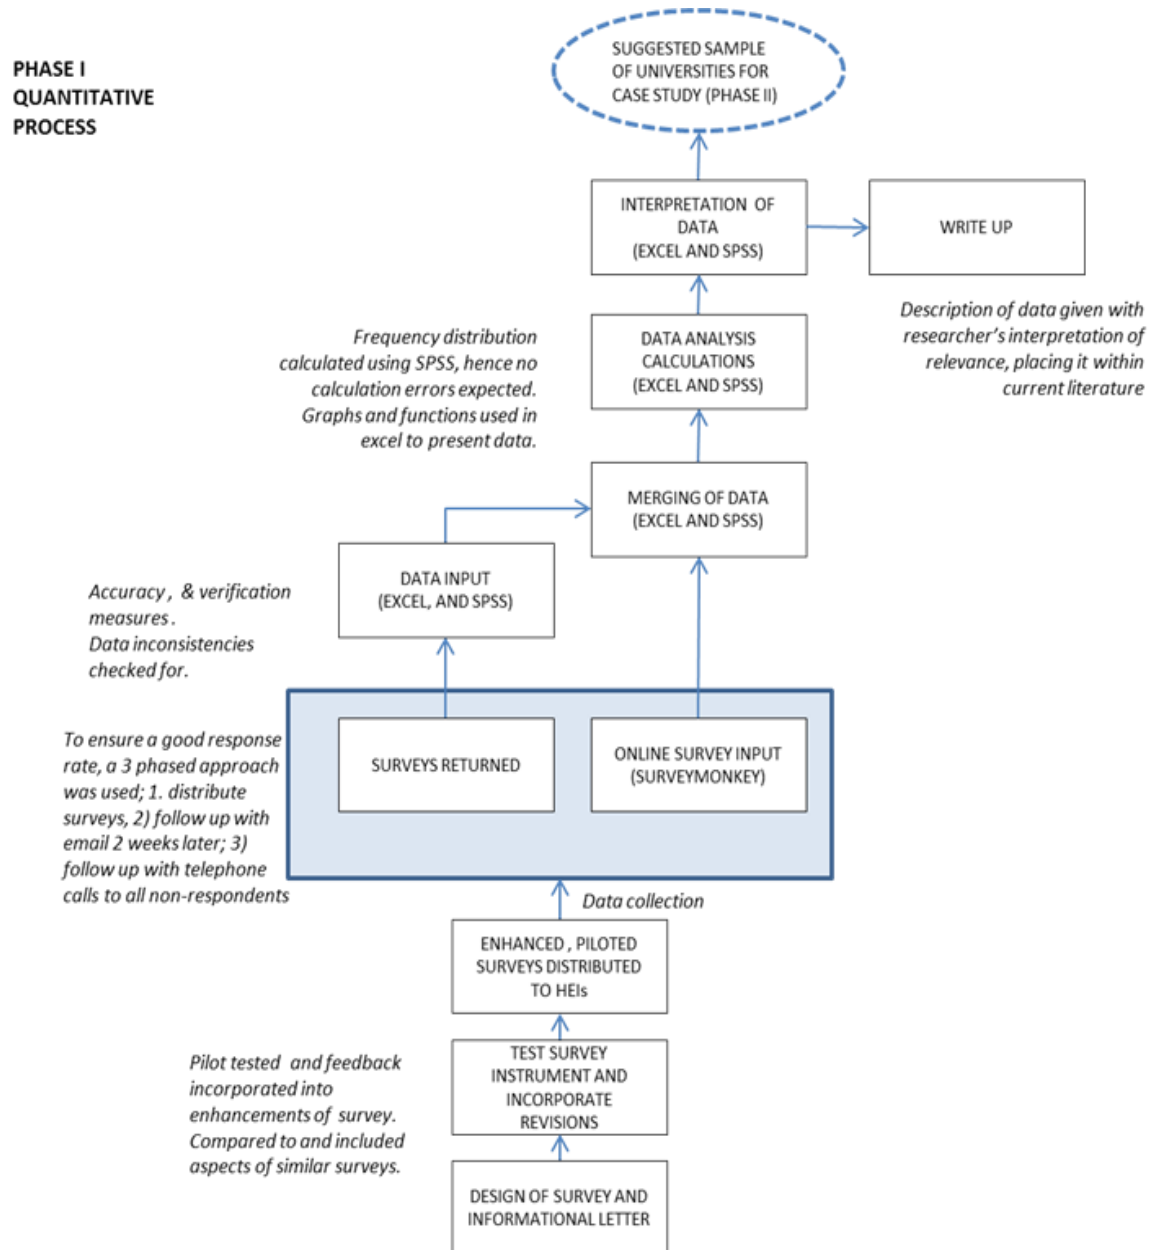 PHASE I
QUANTITATIVE
PROCESS
SUGGESTED SAMPLE
OF UNIVERSITIES FOR
CASE STUDY (PHASE II)
INTERPRETATION OF
DATA
(EXCEL AND SPSS)
WRITE UP
Description of data given with
researcher’s interpretation of
relevance, placing it within
current literature
Frequency distribution
calculated using SPSS, hence no
calculation errors expected.
Graphs and functions used in
excel to present data.
DATA ANALYSIS
CALCULATIONS
(EXCEL AND SPSS)
MERGING OF DATA
(EXCEL AND SPSS)
DATA INPUT
(EXCEL, AND SPSS)
Accuracy , & verification
measures .
Data inconsistencies
checked for.
To ensure a good response
rate, a 3 phased approach
was used; 1. distribute
surveys, 2) follow up with
email 2 weeks later; 3)
follow up with telephone
calls to all non-respondents
SURVEYS RETURNED
ONLINE SURVEY INPUT
(SURVEYMONKEY)
Data collection
ENHANCED , PILOTED
SURVEYS DISTRIBUTED
TO HEIs
Pilot tested and feedback
incorporated into
enhancements of survey.
Compared to and included
aspects of similar surveys.
TEST SURVEY
INSTRUMENT AND
INCORPORATE
REVISIONS
DESIGN OF SURVEY AND
INFORMATIONAL LETTER